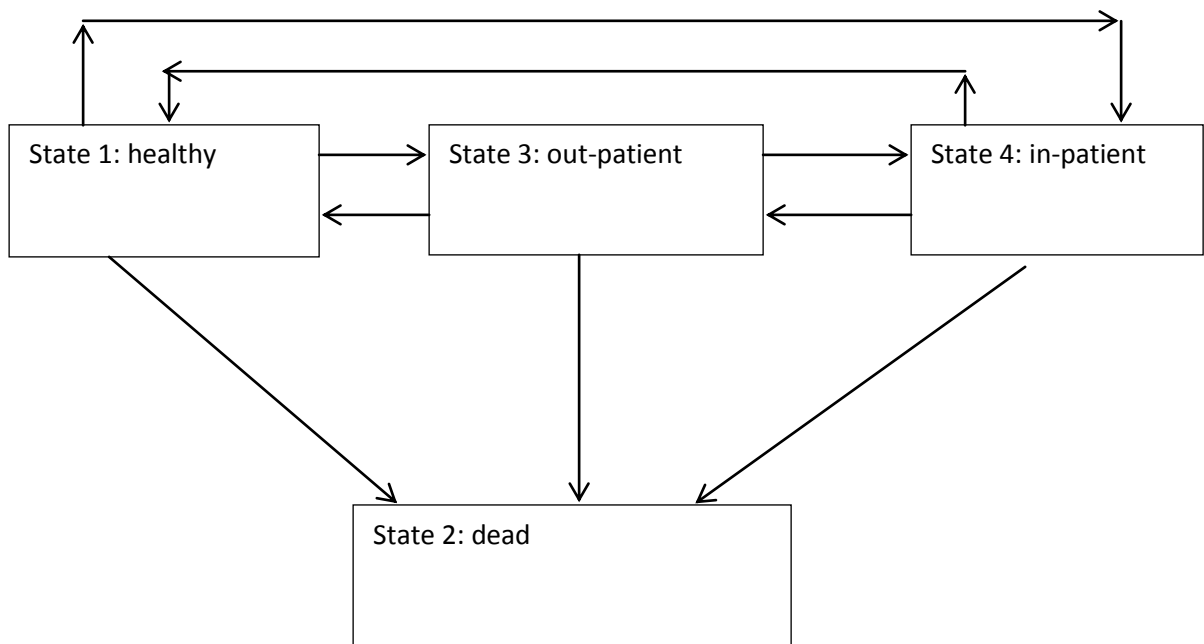 State 1: healthy
State 3: out-patient
State 4: in-patient
State 2: dead